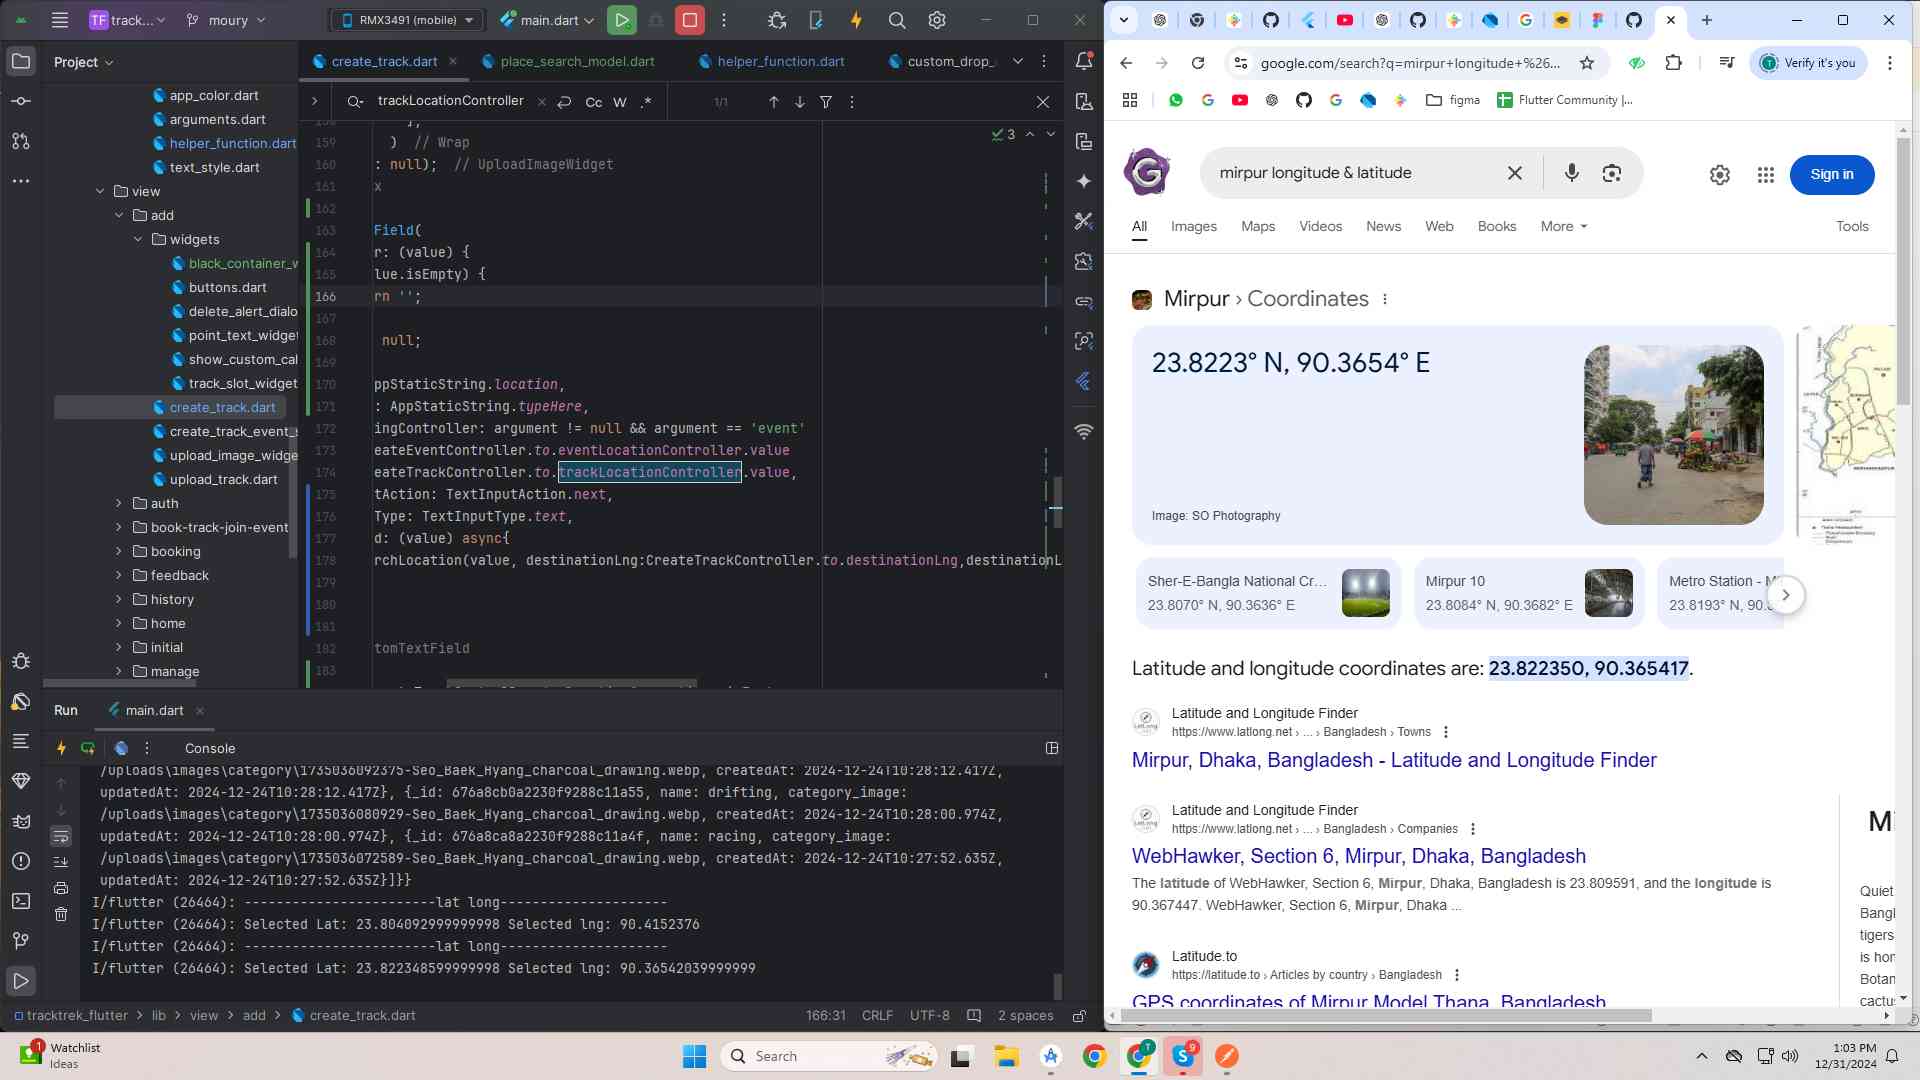 TF track...
moury
RMX3491 (mobile)
main.dart
Project
create_track.dart
place_search_model.dart
helper_function.dart
custom_drop_
trackLocationController
Cc
W
.*
1/1
app_color.dart
arguments.dart
helper_function.dart
text_style.dart
view
add
widgets
black_container_w
buttons.dart
delete_alert_dialo
point_text_widget
show_custom_cal
track_slot_widget
create_track.dart
create_track_event_s
upload_image_widge
upload_track.dart
auth
book-track-join-event
booking
feedback
history
home
initial
manage
3
159 ) // Wrap
160 : null); // UploadImageWidget
161 x
162
163 Field(
164 r: (value) {
165 lue.isEmpty) {
166 rn '';
167
168 null;
169
170 ppStaticString.location,
171 : AppStaticString.typeHere,
172 ingController: argument != null && argument == 'event'
173 eateEventController.to.eventLocationController.value
174 eateTrackController.to.trackLocationController.value,
175 tAction: TextInputAction.next,
176 Type: TextInputType.text,
177 d: (value) async{
178 rchLocation(value, destinationLng:CreateTrackController.to.destinationLng,destinationL
179
180
181
182 tomTextField
183
Run
main.dart
Console
/uploads\images\category\1735036092375-Seo_Baek_Hyang_charcoal_drawing.webp, createdAt: 2024-12-24T10:28:12.417Z,
updatedAt: 2024-12-24T10:28:12.417Z}, {_id: 676a8cb0a2230f9288c11a55, name: drifting, category_image:
/uploads\images\category\1735036080929-Seo_Baek_Hyang_charcoal_drawing.webp, createdAt: 2024-12-24T10:28:00.974Z,
updatedAt: 2024-12-24T10:28:00.974Z}, {_id: 676a8ca8a2230f9288c11a4f, name: racing, category_image:
/uploads\images\category\1735036072589-Seo_Baek_Hyang_charcoal_drawing.webp, createdAt: 2024-12-24T10:27:52.635Z,
updatedAt: 2024-12-24T10:27:52.635Z}]}}
I/flutter (26464): ------------------------lat long---------------------
I/flutter (26464): Selected Lat: 23.804092999999998 Selected lng: 90.4152376
I/flutter (26464): ------------------------lat long---------------------
I/flutter (26464): Selected Lat: 23.822348599999998 Selected lng: 90.36542039999999
tracktrek_flutter > lib > view > add > create_track.dart
166:31 CRLF UTF-8 2 spaces
google.com/search?q=mirpur+longitude+%26...
T Verify it's you
figma
Flutter Community |...
mirpur longitude & latitude
Sign in
All Images Maps Videos News Web Books More Tools
Mirpur › Coordinates
23.8223° N, 90.3654° E
Image: SO Photography
Sher-E-Bangla National Cr...
23.8070° N, 90.3636° E
Mirpur 10
23.8084° N, 90.3682° E
Metro Station - M
23.8193° N, 90.
Latitude and longitude coordinates are: 23.822350, 90.365417.
Latitude and Longitude Finder
https://www.latlong.net › ... › Bangladesh › Towns
Mirpur, Dhaka, Bangladesh - Latitude and Longitude Finder
Latitude and Longitude Finder
https://www.latlong.net › ... › Bangladesh › Companies
WebHawker, Section 6, Mirpur, Dhaka, Bangladesh
The latitude of WebHawker, Section 6, Mirpur, Dhaka, Bangladesh is 23.809591, and the longitude is
90.367447. WebHawker, Section 6, Mirpur, Dhaka ...
Latitude.to
https://latitude.to › Articles by country › Bangladesh
GPS coordinates of Mirpur Model Thana, Bangladesh
Mi
Quiet
Bangl
tigers
is hon
Botan
cactu
1
Watchlist
Ideas
Search
T
9
1:03 PM
12/31/2024